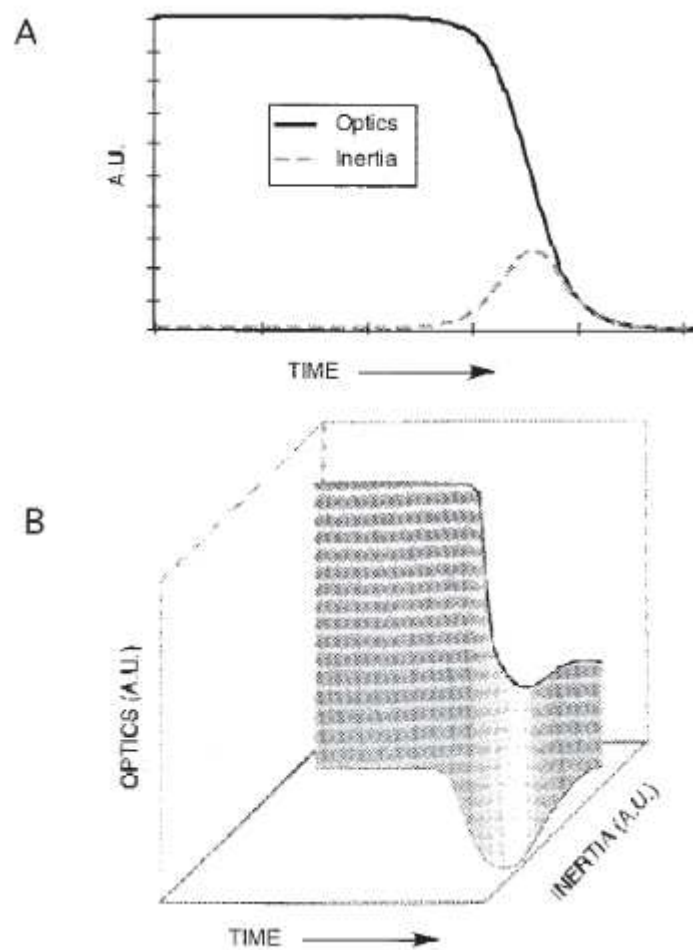 A
A.U.
Optics
Inertia
TIME
B
OPTICS (A.U.)
INERTIA (A.U.)
TIME